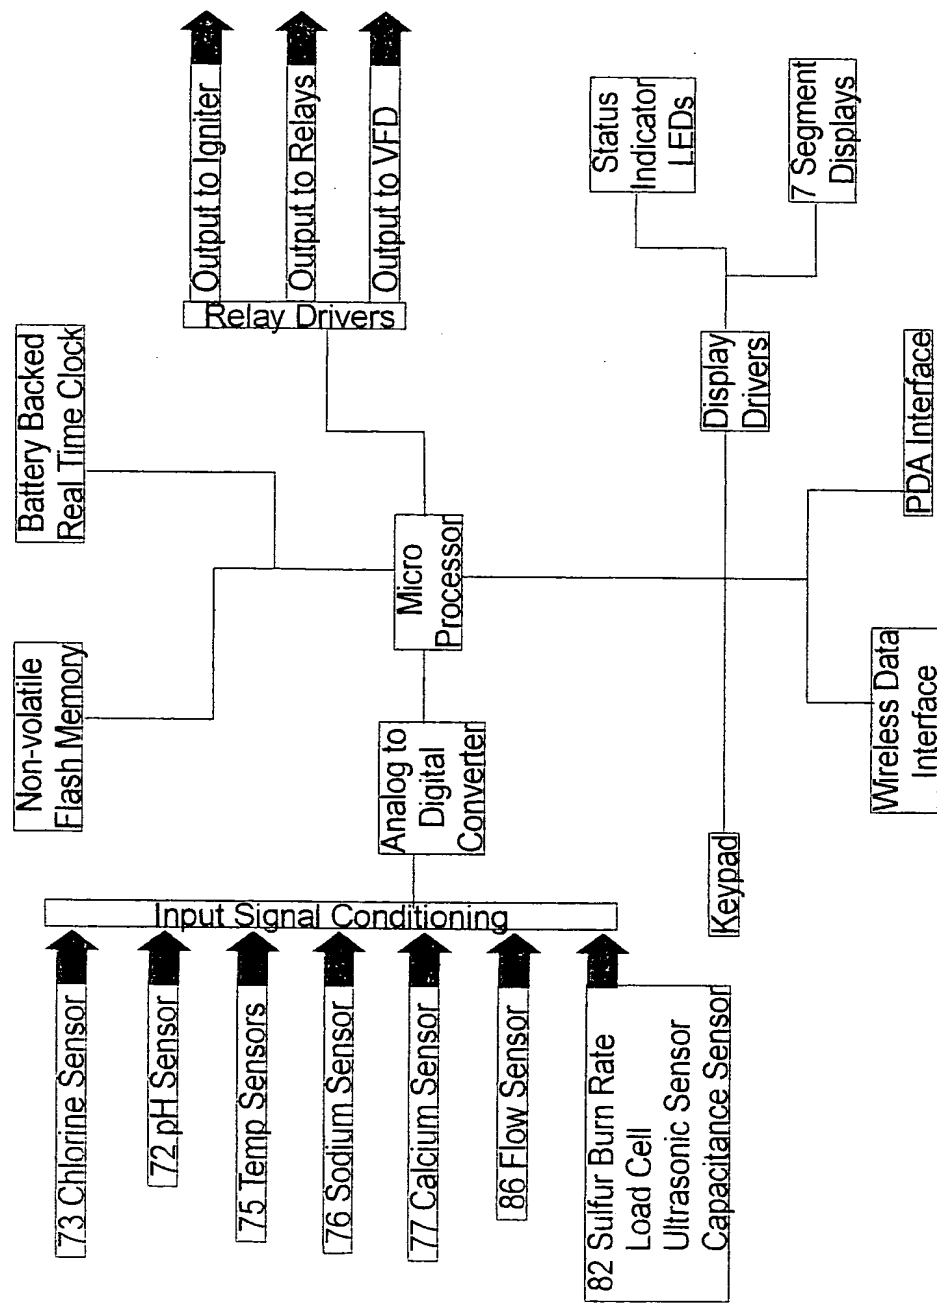 73 Chlorine Sensor
72 pH Sensor
75 Temp Sensors
76 Sodium Sensor
77 Calcium Sensor
86 Flow Sensor
82 Sulfur Burn Rate
Load Cell
Ultrasonic Sensor
Capacitance Sensor
Input Signal Conditioning
Analog to
Digital
Converter
Non-volatile
Flash Memory
Battery Backed
Real Time Clock
Micro
Processor
Relay Drivers
Output to Igniter
Output to Relays
Output to VFD
Keypad
Display
Drivers
Status
Indicator
LEDs
7 Segment
Displays
Wireless Data
Interface
PDA Interface